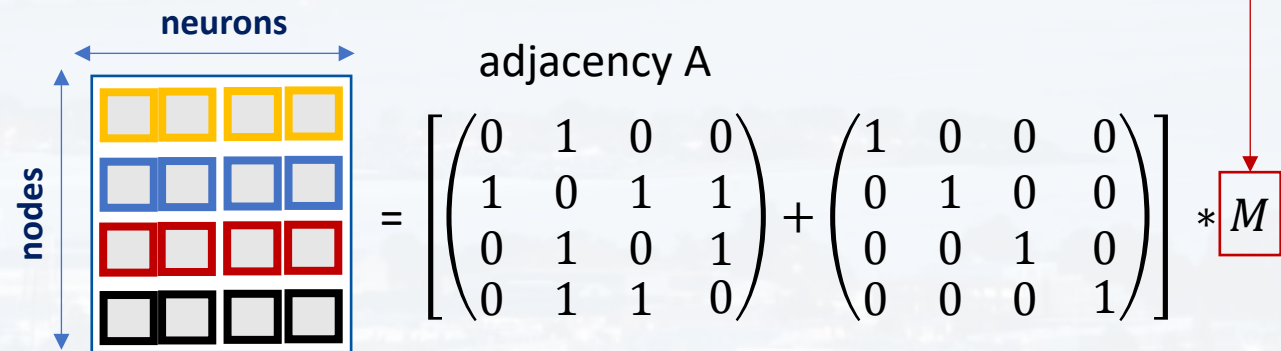 neurons
nodes
adjacency A
= [(0 1 0 0
1 0 1 1
0 1 0 1
0 1 1 0) + (1 0 0 0
0 1 0 0
0 0 1 0
0 0 0 1)] * M